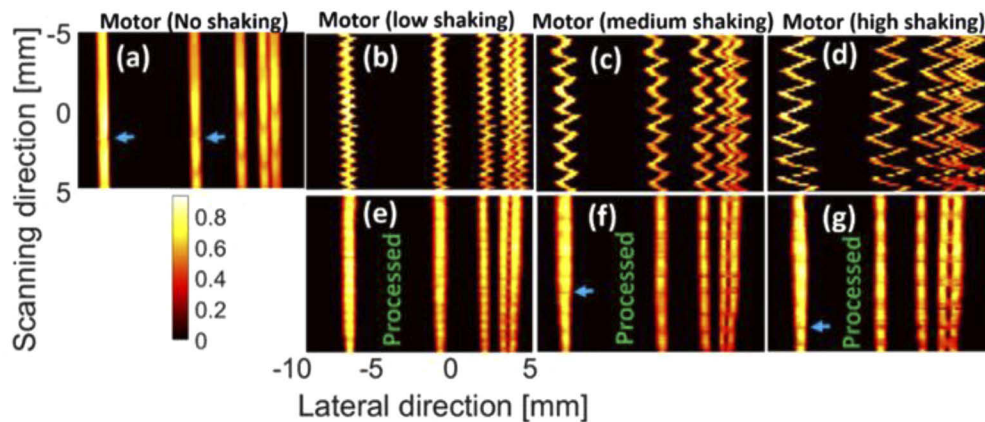 Motor (No shaking) Motor (low shaking) Motor (medium shaking) Motor (high shaking)
-5
(a) (b) (c) (d)
0
5
Scanning direction [mm]
(e) (f) (g)
0.8
0.6
0.4
0.2
0
Processed Processed Processed
-10 -5 0 5
Lateral direction [mm]